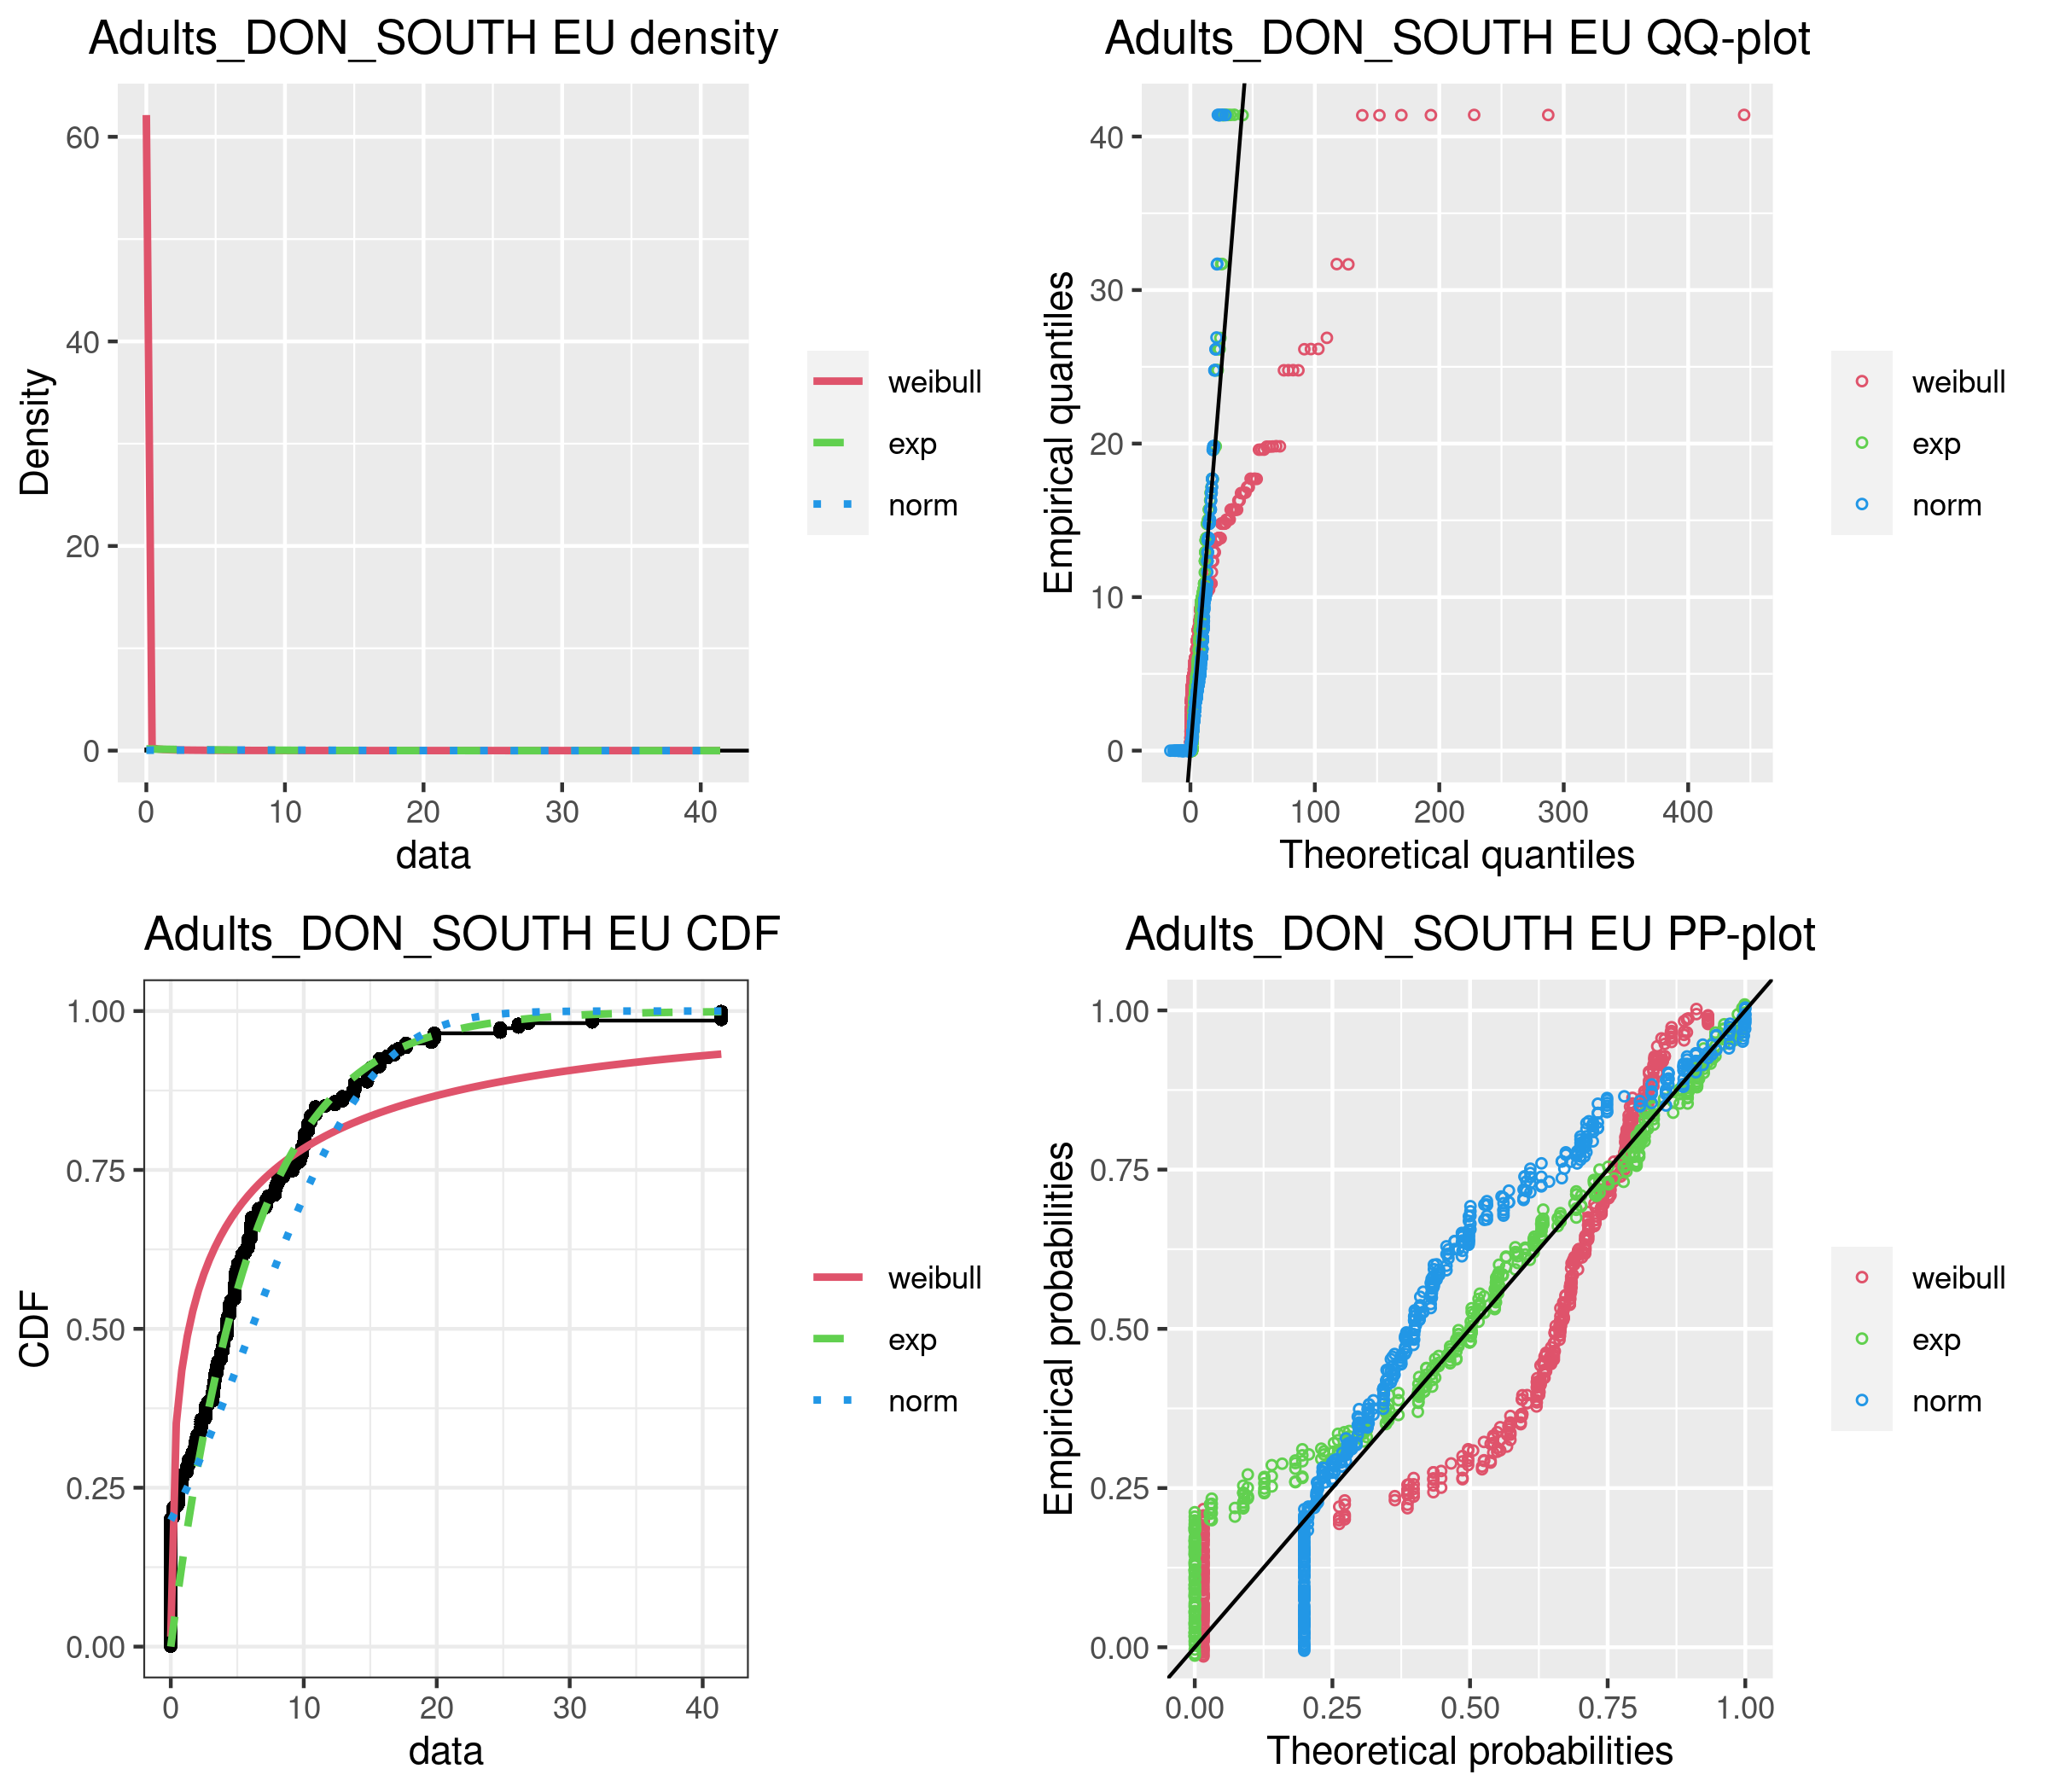 Adults_DON_SOUTH EU density
60
40
20
0
Density
0 10 20 30 40
data
weibull
exp
norm
Adults_DON_SOUTH EU QQ-plot
40
30
20
10
0
Empirical quantiles
0 100 200 300 400
Theoretical quantiles
weibull
exp
norm
Adults_DON_SOUTH EU CDF
1.00
0.75
0.50
0.25
0.00
CDF
0 10 20 30 40
data
weibull
exp
norm
Adults_DON_SOUTH EU PP-plot
1.00
0.75
0.50
0.25
0.00
Empirical probabilities
0.00 0.25 0.50 0.75 1.00
Theoretical probabilities
weibull
exp
norm